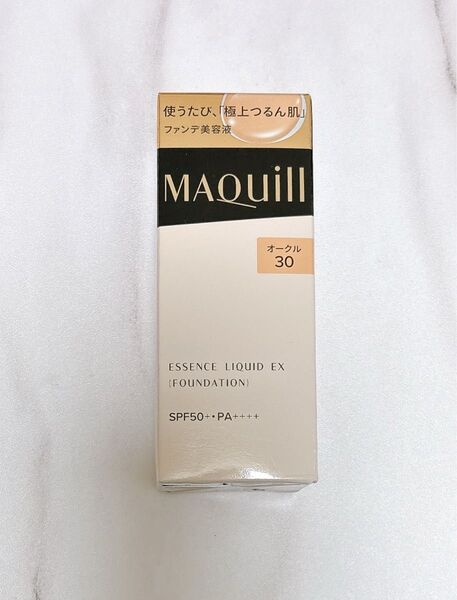 使うたび、「極上つるん肌」
ファンデ美容液
MAQuill
オークル
30
ESSENCE LIQUID EX
(FOUNDATION)
SPF50+・PA++++